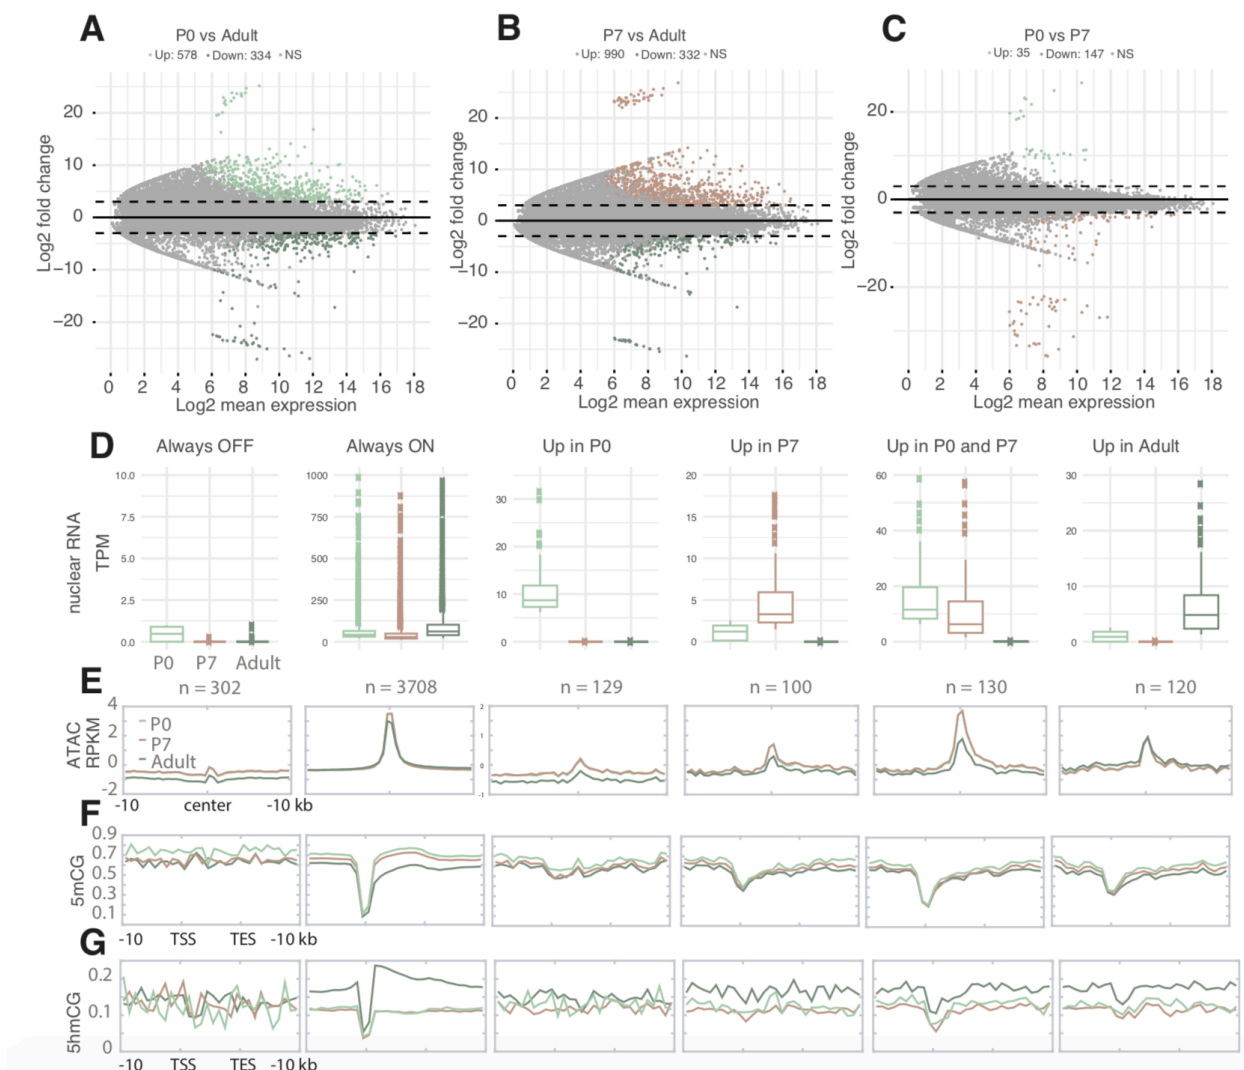 A
P0 vs Adult
Up: 578 Down: 334 NS
B
P7 vs Adult
Up: 990 Down: 332 NS
C
P0 vs P7
Up: 35 Down: 147 NS
Log2 fold change
20
10
0
−10
−20
0 2 4 6 8 10 12 14 16 18
Log2 mean expression
Log2 fold change
20
10
0
−10
−20
0 2 4 6 8 10 12 14 16 18
Log2 mean expression
Log2 fold change
20
0
−20
0 2 4 6 8 10 12 14 16 18
Log2 mean expression
D
Always OFF
Always ON
Up in P0
Up in P7
Up in P0 and P7
Up in Adult
nuclear RNA
TPM
10.0
7.5
5.0
2.5
0.0
P0 P7 Adult
1000
750
500
250
0
30
20
10
0
20
15
10
5
0
60
40
20
0
30
20
10
0
E
n = 302
n = 3708
n = 129
n = 100
n = 130
n = 120
ATAC
RPKM
4
2
0
-2
P0
P7
Adult
2
1
0
-1
-10 center -10 kb
F
5mCG
0.9
0.7
0.5
0.3
0.1
-10 TSS TES -10 kb
G
5hmCG
0.2
0.1
0
-10 TSS TES -10 kb